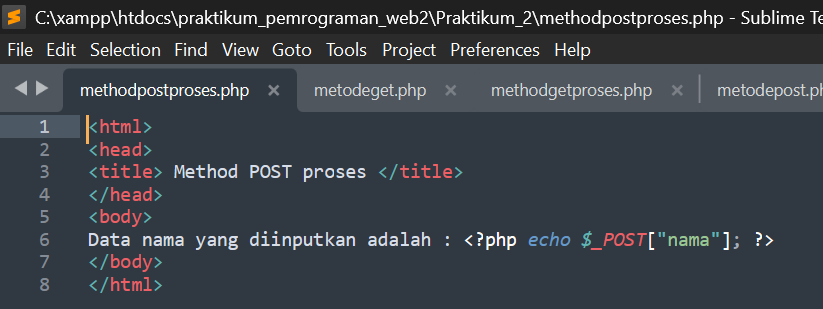 C:\xampp\htdocs\praktikum_pemrograman_web2\Praktikum_2\methodpostproses.php - Sublime Te
File Edit Selection Find View Goto Tools Project Preferences Help
methodpostproses.php × metodeget.php × methodgetproses.php × metodepost.ph
1 <html>
2 <head>
3 <title> Method POST proses </title>
4 </head>
5 <body>
6 Data nama yang diinputkan adalah : <?php echo $_POST["nama"]; ?>
7 </body>
8 </html>